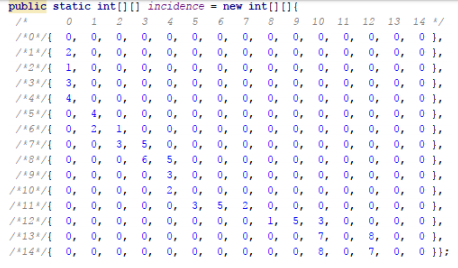 public static int[][] incidence = new int[][]{
/* 0 1 2 3 4 5 6 7 8 9 10 11 12 13 14 */
/*0*/{ 0, 0, 0, 0, 0, 0, 0, 0, 0, 0, 0, 0, 0, 0, 0 },
/*1*/{ 2, 0, 0, 0, 0, 0, 0, 0, 0, 0, 0, 0, 0, 0, 0 },
/*2*/{ 1, 0, 0, 0, 0, 0, 0, 0, 0, 0, 0, 0, 0, 0, 0 },
/*3*/{ 3, 0, 0, 0, 0, 0, 0, 0, 0, 0, 0, 0, 0, 0, 0 },
/*4*/{ 4, 0, 0, 0, 0, 0, 0, 0, 0, 0, 0, 0, 0, 0, 0 },
/*5*/{ 0, 4, 0, 0, 0, 0, 0, 0, 0, 0, 0, 0, 0, 0, 0 },
/*6*/{ 0, 2, 1, 0, 0, 0, 0, 0, 0, 0, 0, 0, 0, 0, 0 },
/*7*/{ 0, 0, 3, 5, 0, 0, 0, 0, 0, 0, 0, 0, 0, 0, 0 },
/*8*/{ 0, 0, 0, 6, 5, 0, 0, 0, 0, 0, 0, 0, 0, 0, 0 },
/*9*/{ 0, 0, 0, 0, 3, 0, 0, 0, 0, 0, 0, 0, 0, 0, 0 },
/*10*/{ 0, 0, 0, 0, 2, 0, 0, 0, 0, 0, 0, 0, 0, 0, 0 },
/*11*/{ 0, 0, 0, 0, 0, 3, 5, 2, 0, 0, 0, 0, 0, 0, 0 },
/*12*/{ 0, 0, 0, 0, 0, 0, 0, 0, 1, 5, 3, 0, 0, 0, 0 },
/*13*/{ 0, 0, 0, 0, 0, 0, 0, 0, 0, 0, 7, 0, 8, 0, 0 },
/*14*/{ 0, 0, 0, 0, 0, 0, 0, 0, 0, 0, 8, 0, 7, 0, 0 }};